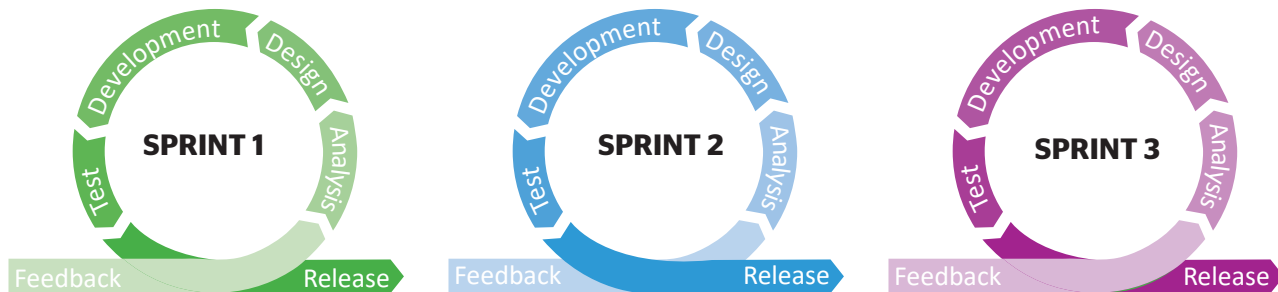 Development
Design
Analysis
Test
SPRINT 1
Feedback
Release
Development
Design
Analysis
Test
SPRINT 2
Feedback
Release
Development
Design
Analysis
Test
SPRINT 3
Feedback
Release